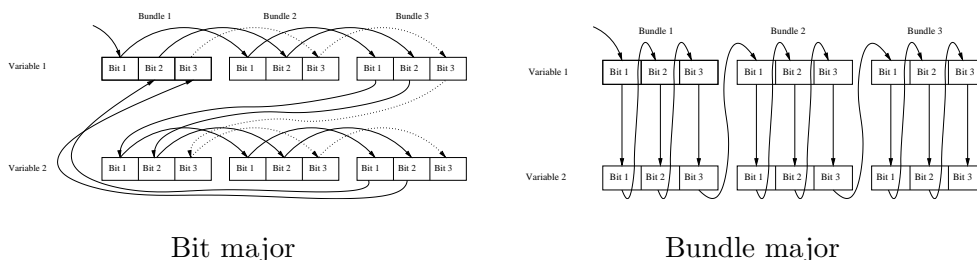 Bundle 1 Bundle 2 Bundle 3
Variable 1 Bit 1 Bit 2 Bit 3 Bit 1 Bit 2 Bit 3 Bit 1 Bit 2 Bit 3
Variable 2 Bit 1 Bit 2 Bit 3 Bit 1 Bit 2 Bit 3 Bit 1 Bit 2 Bit 3
Bit major
Bundle 1 Bundle 2 Bundle 3
Variable 1 Bit 1 Bit 2 Bit 3 Bit 1 Bit 2 Bit 3 Bit 1 Bit 2 Bit 3
Variable 2 Bit 1 Bit 2 Bit 3 Bit 1 Bit 2 Bit 3 Bit 1 Bit 2 Bit 3
Bundle major